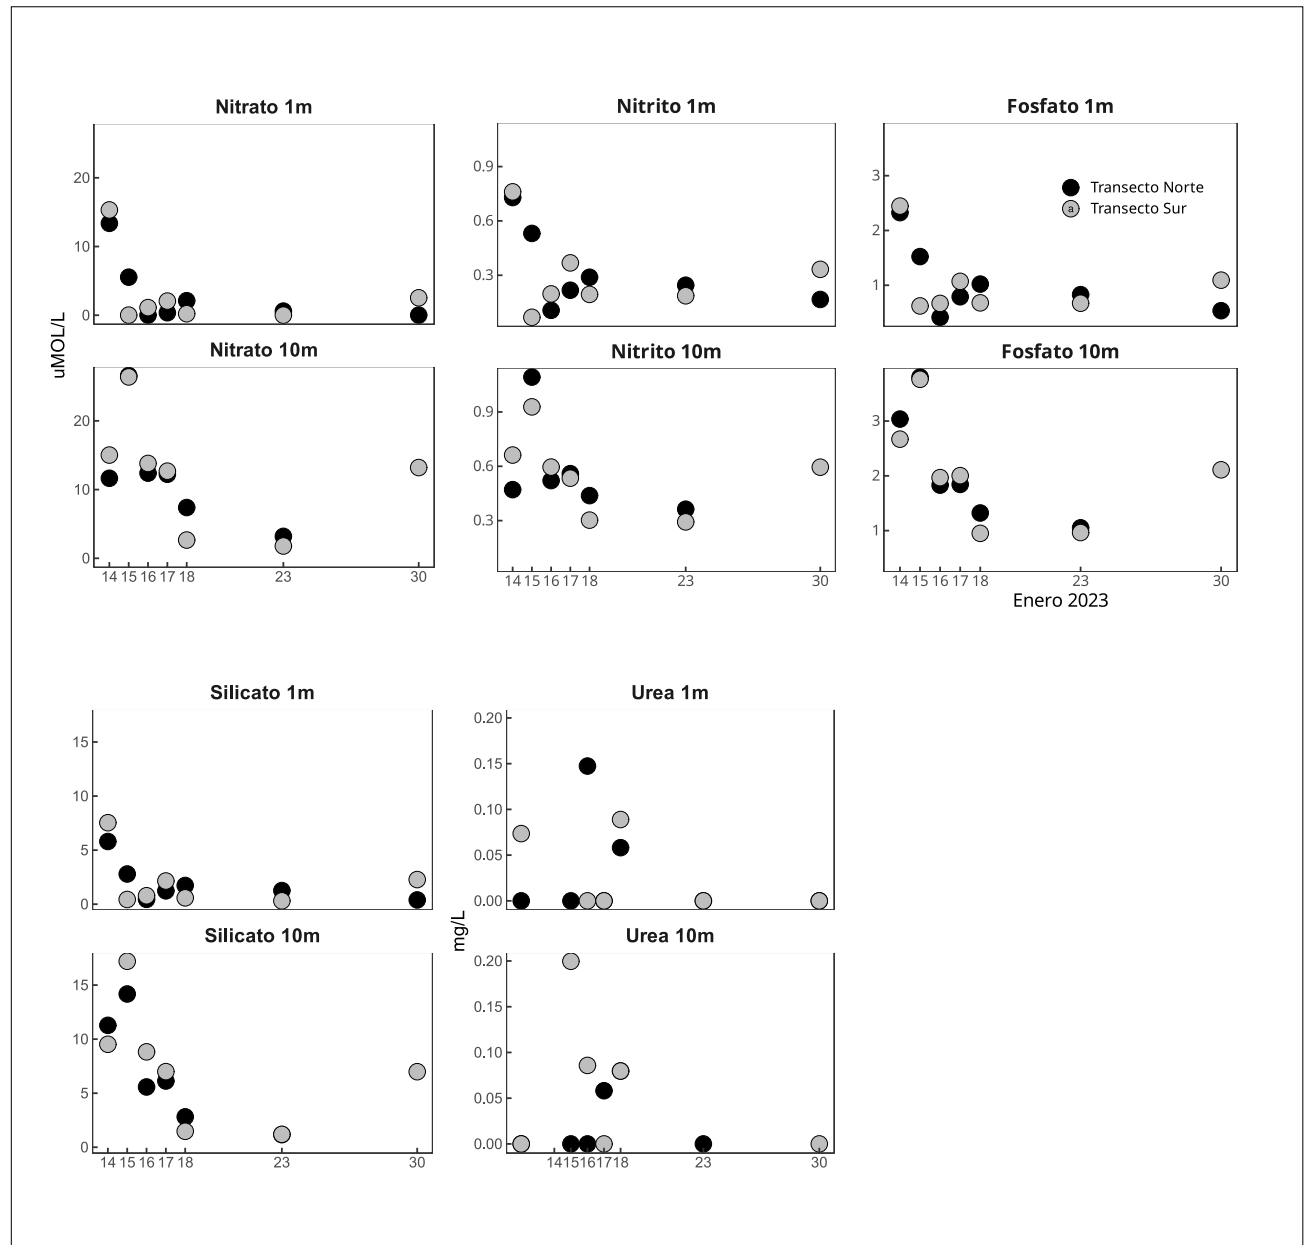 Nitrato 1m
Nitrito 1m
Fosfato 1m
20
10
0
0.9
0.6
0.3
3
2
1
Transecto Norte
a Transecto Sur
uMOL/L
Nitrato 10m
Nitrito 10m
Fosfato 10m
20
10
0
0.9
0.6
0.3
3
2
1
14 15 16 17 18 23 30
14 15 16 17 18 23 30
14 15 16 17 18 23 30
Enero 2023
Silicato 1m
Urea 1m
15
10
5
0
0.20
0.15
0.10
0.05
0.00
mg/L
Silicato 10m
Urea 10m
15
10
5
0
0.20
0.15
0.10
0.05
0.00
14 15 16 17 18 23 30
14 15 16 17 18 23 30